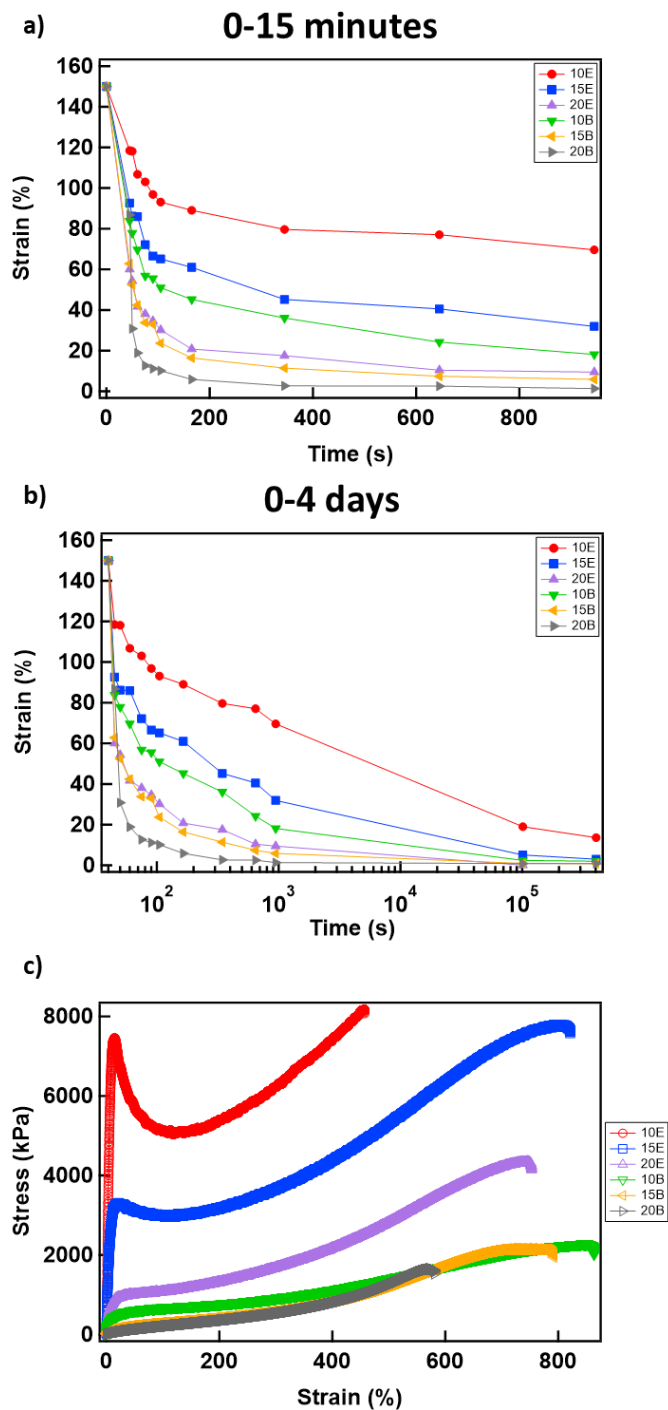 a)
0-15 minutes
160
140
120
100
80
60
40
20
0
Strain (%)
10E
15E
20E
10B
15B
20B
0
200
400
600
800
Time (s)
b)
0-4 days
160
140
120
100
80
60
40
20
0
Strain (%)
10E
15E
20E
10B
15B
20B
10²
10³
10⁴
10⁵
Time (s)
c)
8000
6000
4000
2000
0
Stress (kPa)
10E
15E
20E
10B
15B
20B
0
200
400
600
800
Strain (%)